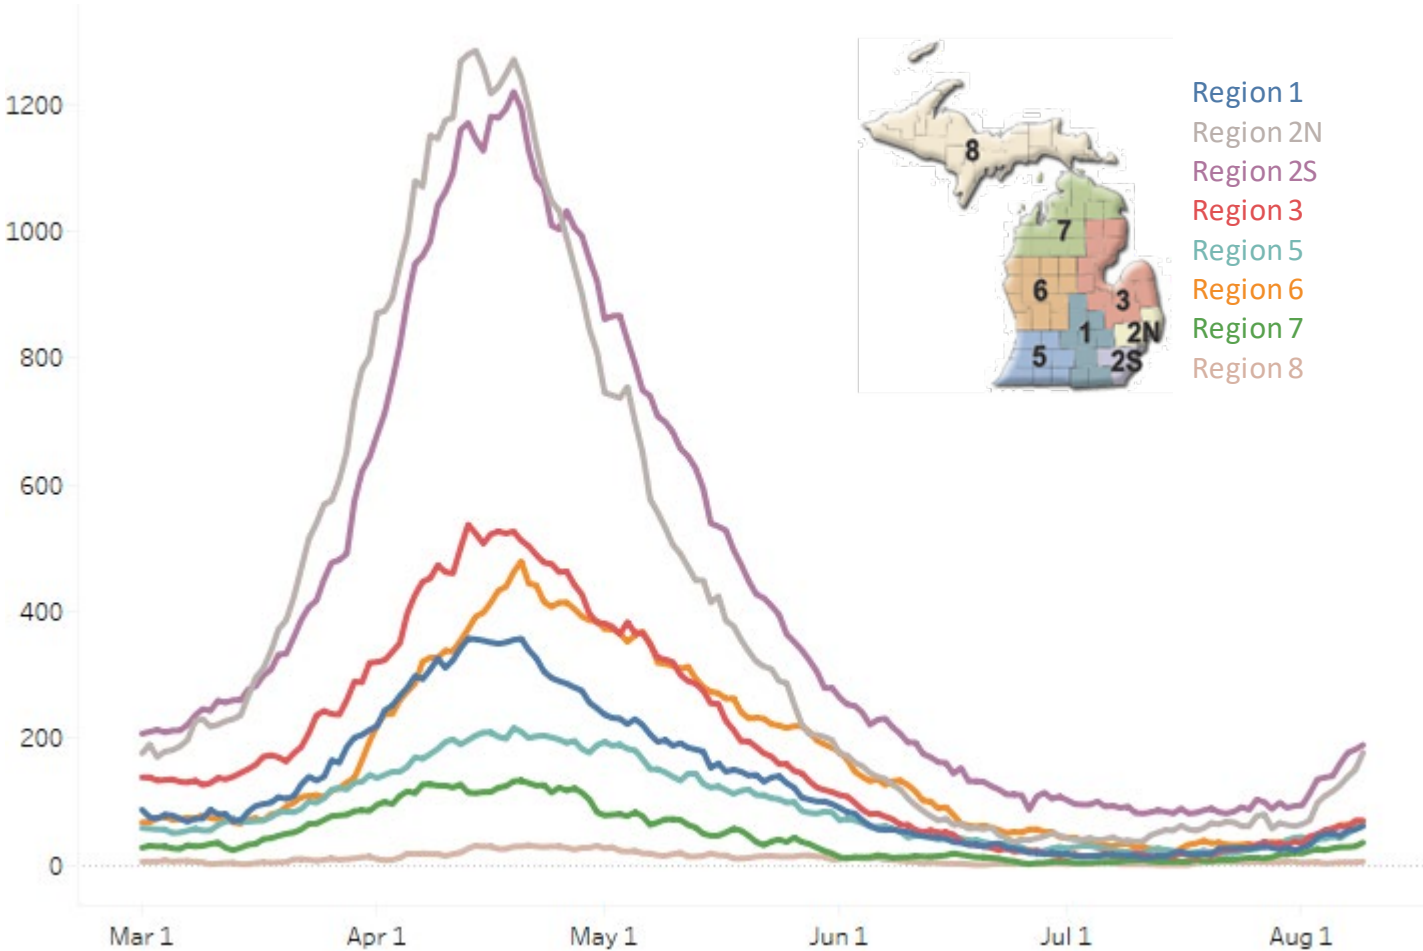 1200
1000
800
600
400
200
0
Mar 1
Apr 1
May 1
Jun 1
Jul 1
Aug 1
8
7
6
3
1
2N
5
2S
Region 1
Region 2N
Region 2S
Region 3
Region 5
Region 6
Region 7
Region 8